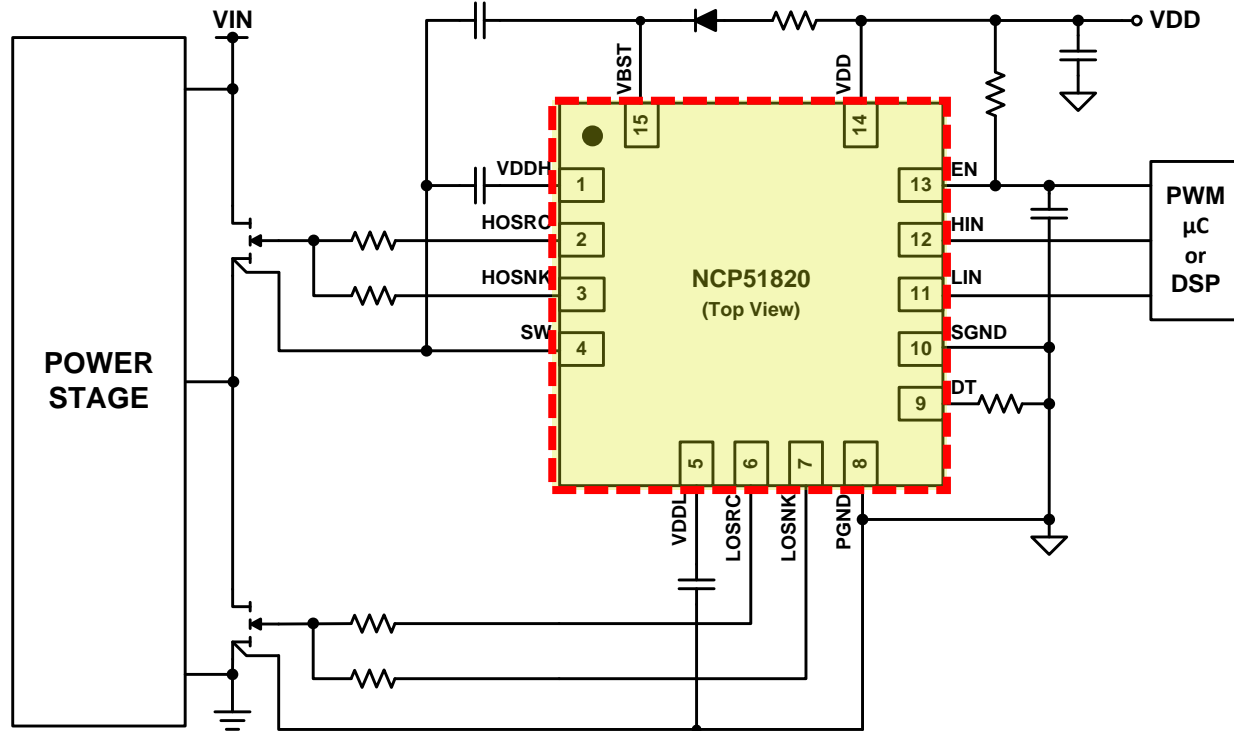 VIN
VDD
VBST
VDD
15
14
VDDH
1
13
EN
HOSRC
2
12
HIN
HOSNK
3
11
LIN
SW
4
10
SGND
9
DT
NCP51820
(Top View)
PWM
µC
or
DSP
POWER
STAGE
5
6
7
8
VDDL
LOSRC
LOSNK
PGND